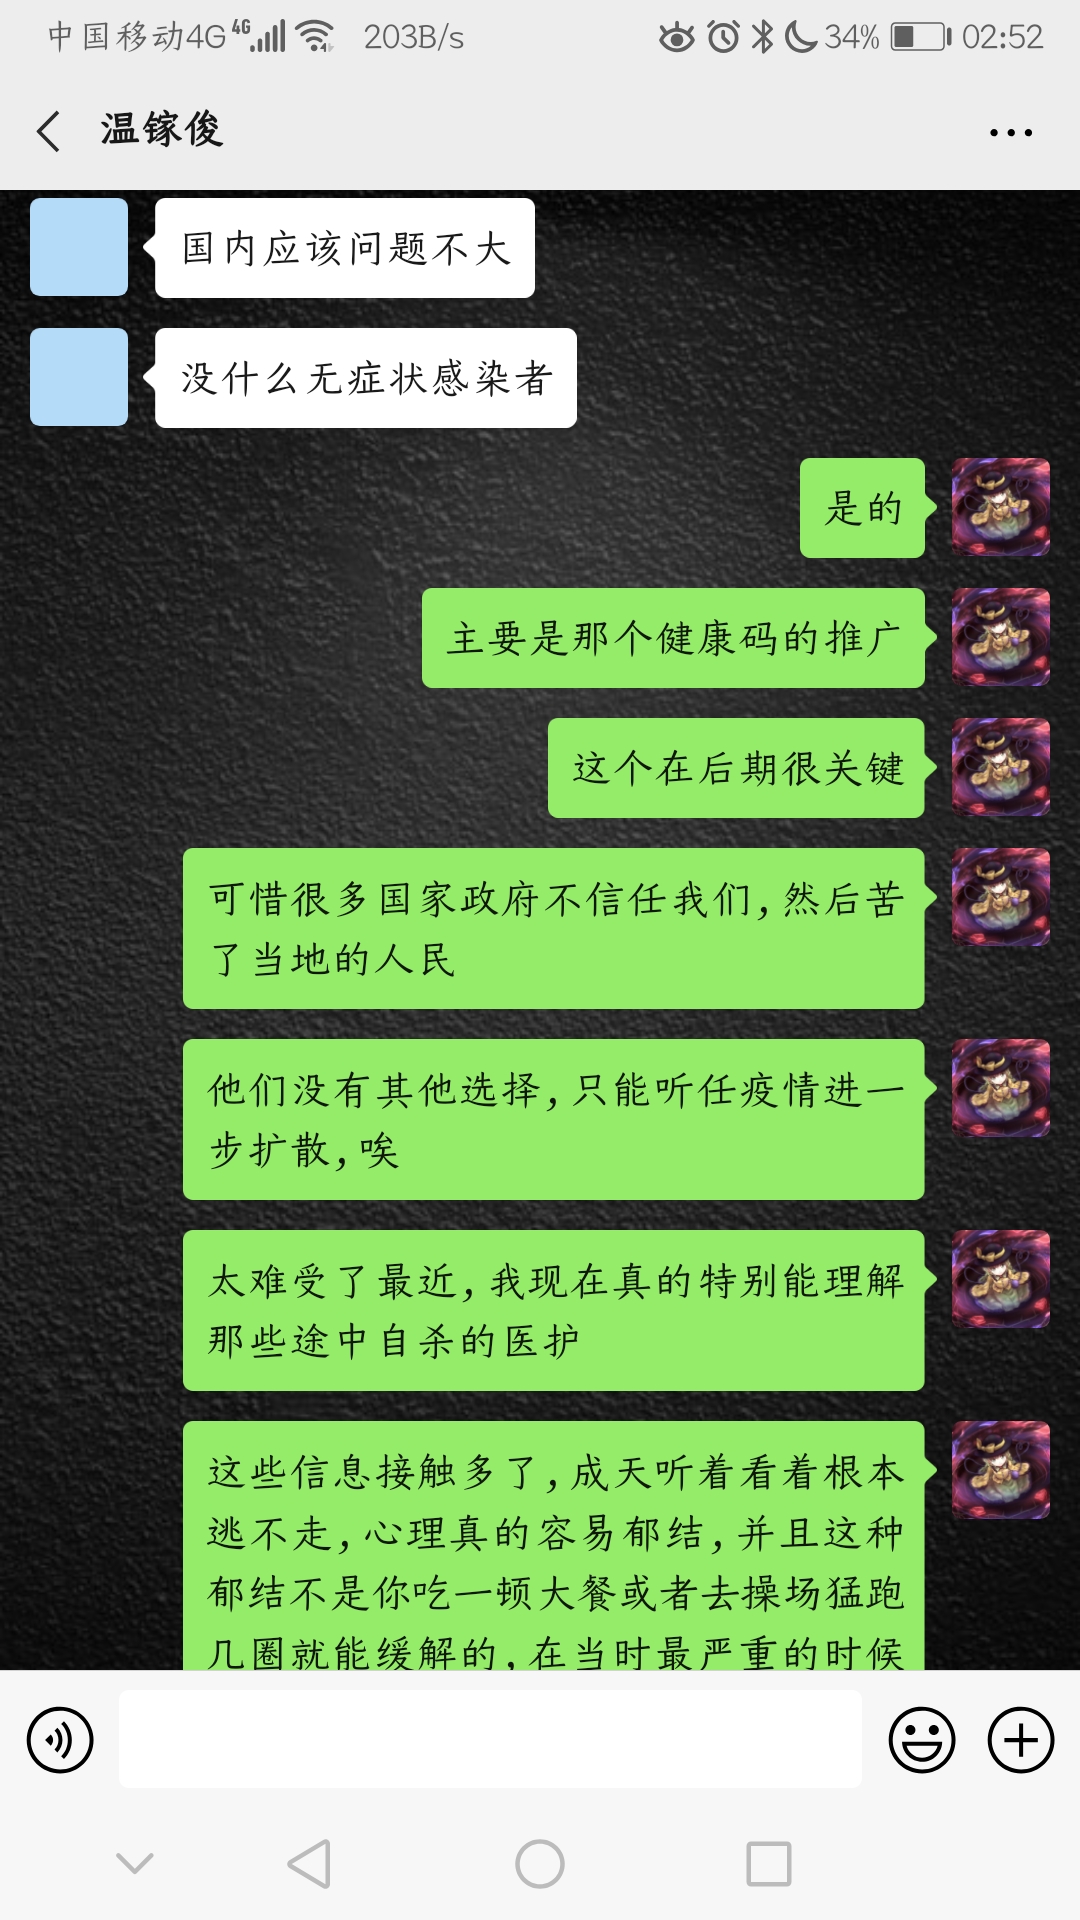 中国移动4G 4G 203B/s 34% 02:52
温镓俊
国内应该问题不大
没什么无症状感染者
是的
主要是那个健康码的推广
这个在后期很关键
可惜很多国家政府不信任我们,然后苦
了当地的人民
他们没有其他选择,只能听任疫情进一
步扩散,唉
太难受了最近,我现在真的特别能理解
那些途中自杀的医护
这些信息接触多了,成天听着看着根本
逃不走,心理真的容易郁结,并且这种
郁结不是你吃一顿大餐或者去操场猛跑
几圈就能缓解的,在当时最严重的时候